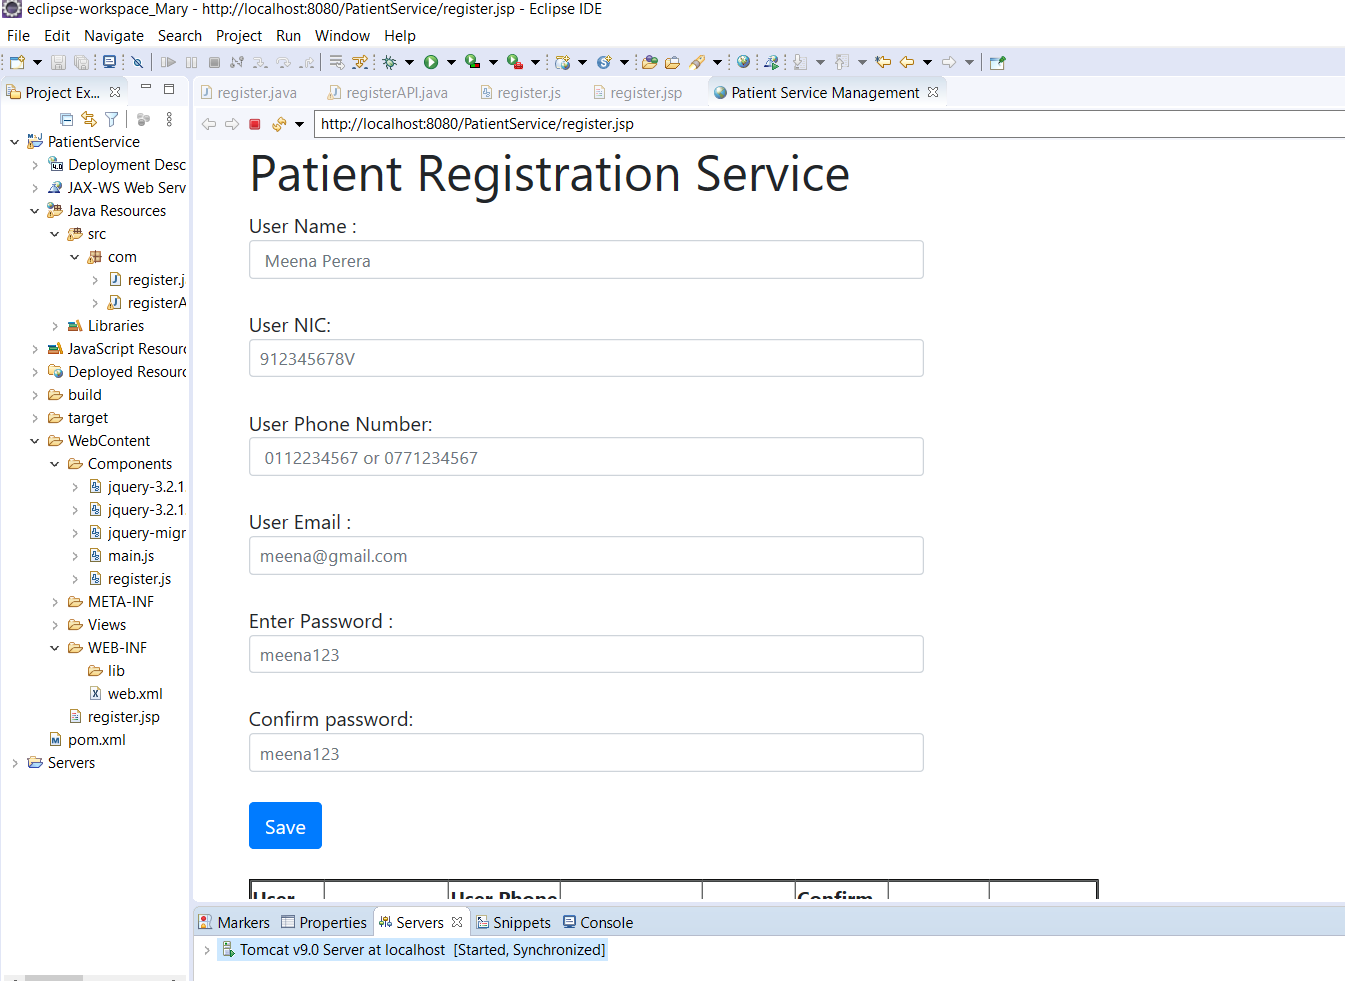 eclipse-workspace_Mary - http://localhost:8080/PatientService/register.jsp - Eclipse IDE
File Edit Navigate Search Project Run Window Help
Project Ex...
register.java registerAPI.java register.js register.jsp Patient Service Management
http://localhost:8080/PatientService/register.jsp
PatientService
Deployment Desc
JAX-WS Web Serv
Java Resources
src
com
register.j
registerA
Libraries
JavaScript Resour
Deployed Resourc
build
target
WebContent
Components
jquery-3.2.1
jquery-3.2.1
jquery-migr
main.js
register.js
META-INF
Views
WEB-INF
lib
web.xml
register.jsp
pom.xml
Servers
Patient Registration Service
User Name :
Meena Perera
User NIC:
912345678V
User Phone Number:
0112234567 or 0771234567
User Email :
meena@gmail.com
Enter Password :
meena123
Confirm password:
meena123
Save
User User Phone Confirm
Markers Properties Servers Snippets Console
Tomcat v9.0 Server at localhost [Started, Synchronized]